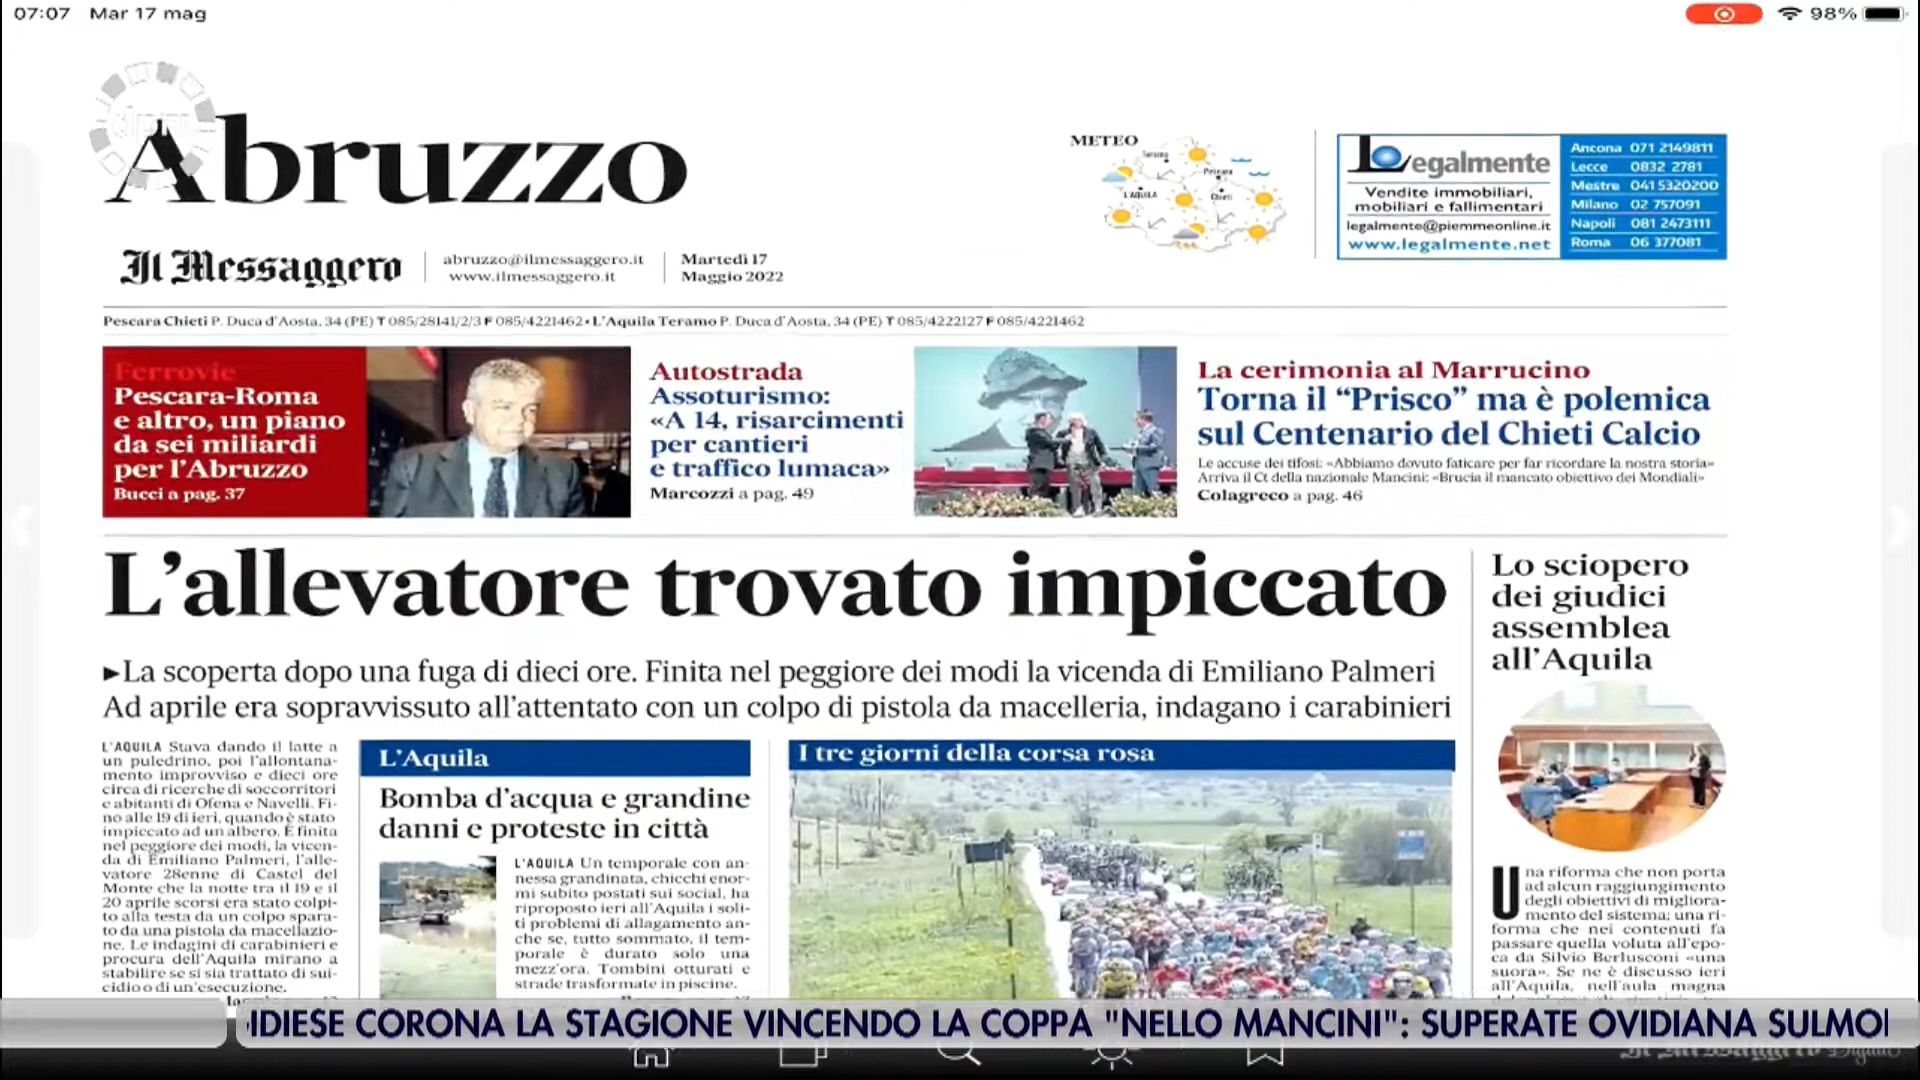 07:07 Mar 17 mag
98%
Abruzzo
METEO
Teramo
Pescara
L'AQUILA
Chieti
Legalmente
Vendite immobiliari,
mobiliari e fallimentari
legalmente@piemmeonline.it
www.legalmente.net
Ancona 071 2149811
Lecce 0832 2781
Mestre 041 5320200
Milano 02 757091
Napoli 081 2473111
Roma 06 377081
Il Messaggero
abruzzo@ilmessaggero.it
www.ilmessaggero.it
Martedì 17
Maggio 2022
Pescara Chieti P. Duca d'Aosta, 34 (PE) T 085/28141/2/3 F 085/4221462 • L'Aquila Teramo P. Duca d'Aosta, 34 (PE) T 085/4222127 F 085/4221462
Ferrovie
Pescara-Roma
e altro, un piano
da sei miliardi
per l'Abruzzo
Bucci a pag. 37
Autostrada
Assoturismo:
«A 14, risarcimenti
per cantieri
e traffico lumaca»
Marcozzi a pag. 49
La cerimonia al Marrucino
Torna il “Prisco” ma è polemica
sul Centenario del Chieti Calcio
Le accuse dei tifosi: «Abbiamo dovuto faticare per far ricordare la nostra storia»
Arriva il Ct della nazionale Mancini: «Brucia il mancato obiettivo dei Mondiali»
Colagreco a pag. 46
L'allevatore trovato impiccato
►La scoperta dopo una fuga di dieci ore. Finita nel peggiore dei modi la vicenda di Emiliano Palmeri
Ad aprile era sopravvissuto all'attentato con un colpo di pistola da macelleria, indagano i carabinieri
L'AQUILA Stava dando il latte a
un puledrino, poi l'allontana-
mento improvviso e dieci ore
circa di ricerche di soccorritori
e abitanti di Ofena e Navelli. Fi-
no alle 19 di ieri, quando è stato
impiccato ad un albero. È finita
nel peggiore dei modi, la vicen-
da di Emiliano Palmeri, l'alle-
vatore 28enne di Castel del
Monte che la notte tra il 19 e il
20 aprile scorsi era stato colpi-
to alla testa da un colpo spara-
to da una pistola da macellazio-
ne. Le indagini di carabinieri e
procura dell'Aquila mirano a
stabilire se si sia trattato di sui-
cidio o di un'esecuzione.
L'Aquila
Bomba d'acqua e grandine
danni e proteste in città
L'AQUILA Un temporale con an-
nessa grandinata, chicchi enor-
mi subito postati sui social, ha
riproposto ieri all'Aquila i soli-
ti problemi di allagamento an-
che se, tutto sommato, il tem-
porale è durato solo una
mezz'ora. Tombini otturati e
strade trasformate in piscine.
I tre giorni della corsa rosa
Lo sciopero
dei giudici
assemblea
all'Aquila
Una riforma che non porta
ad alcun raggiungimento
degli obiettivi di migliora-
mento del sistema; una ri-
forma che nei contenuti fa
passare quella voluta all'epo-
ca da Silvio Berlusconi «una
suora». Se ne è discusso ieri
all'Aquila, nell'aula magna
IDIESE CORONA LA STAGIONE VINCENDO LA COPPA "NELLO MANCINI": SUPERATE OVIDIANA SULMO